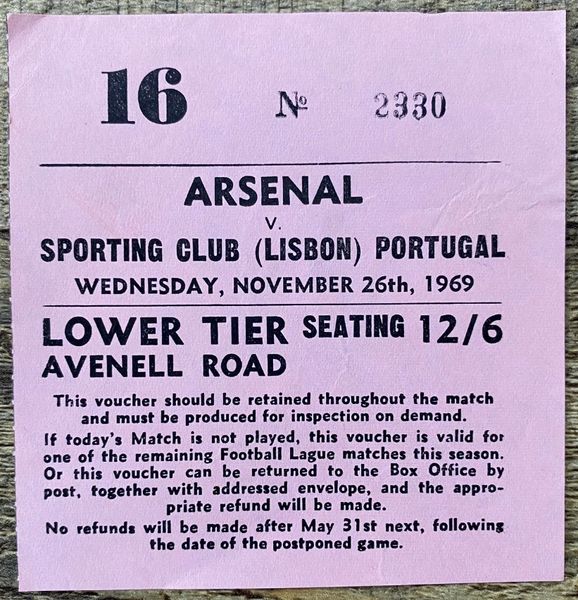 16 № 2330
ARSENAL
V.
SPORTING CLUB (LISBON) PORTUGAL
WEDNESDAY, NOVEMBER 26th, 1969
LOWER TIER SEATING 12/6
AVENELL ROAD
This voucher should be retained throughout the match
and must be produced for inspection on demand.
If today's Match is not played, this voucher is valid for
one of the remaining Football Lague matches this season.
Or this voucher can be returned to the Box Office by
post, together with addressed envelope, and the appro-
priate refund will be made.
No refunds will be made after May 31st next, following
the date of the postponed game.